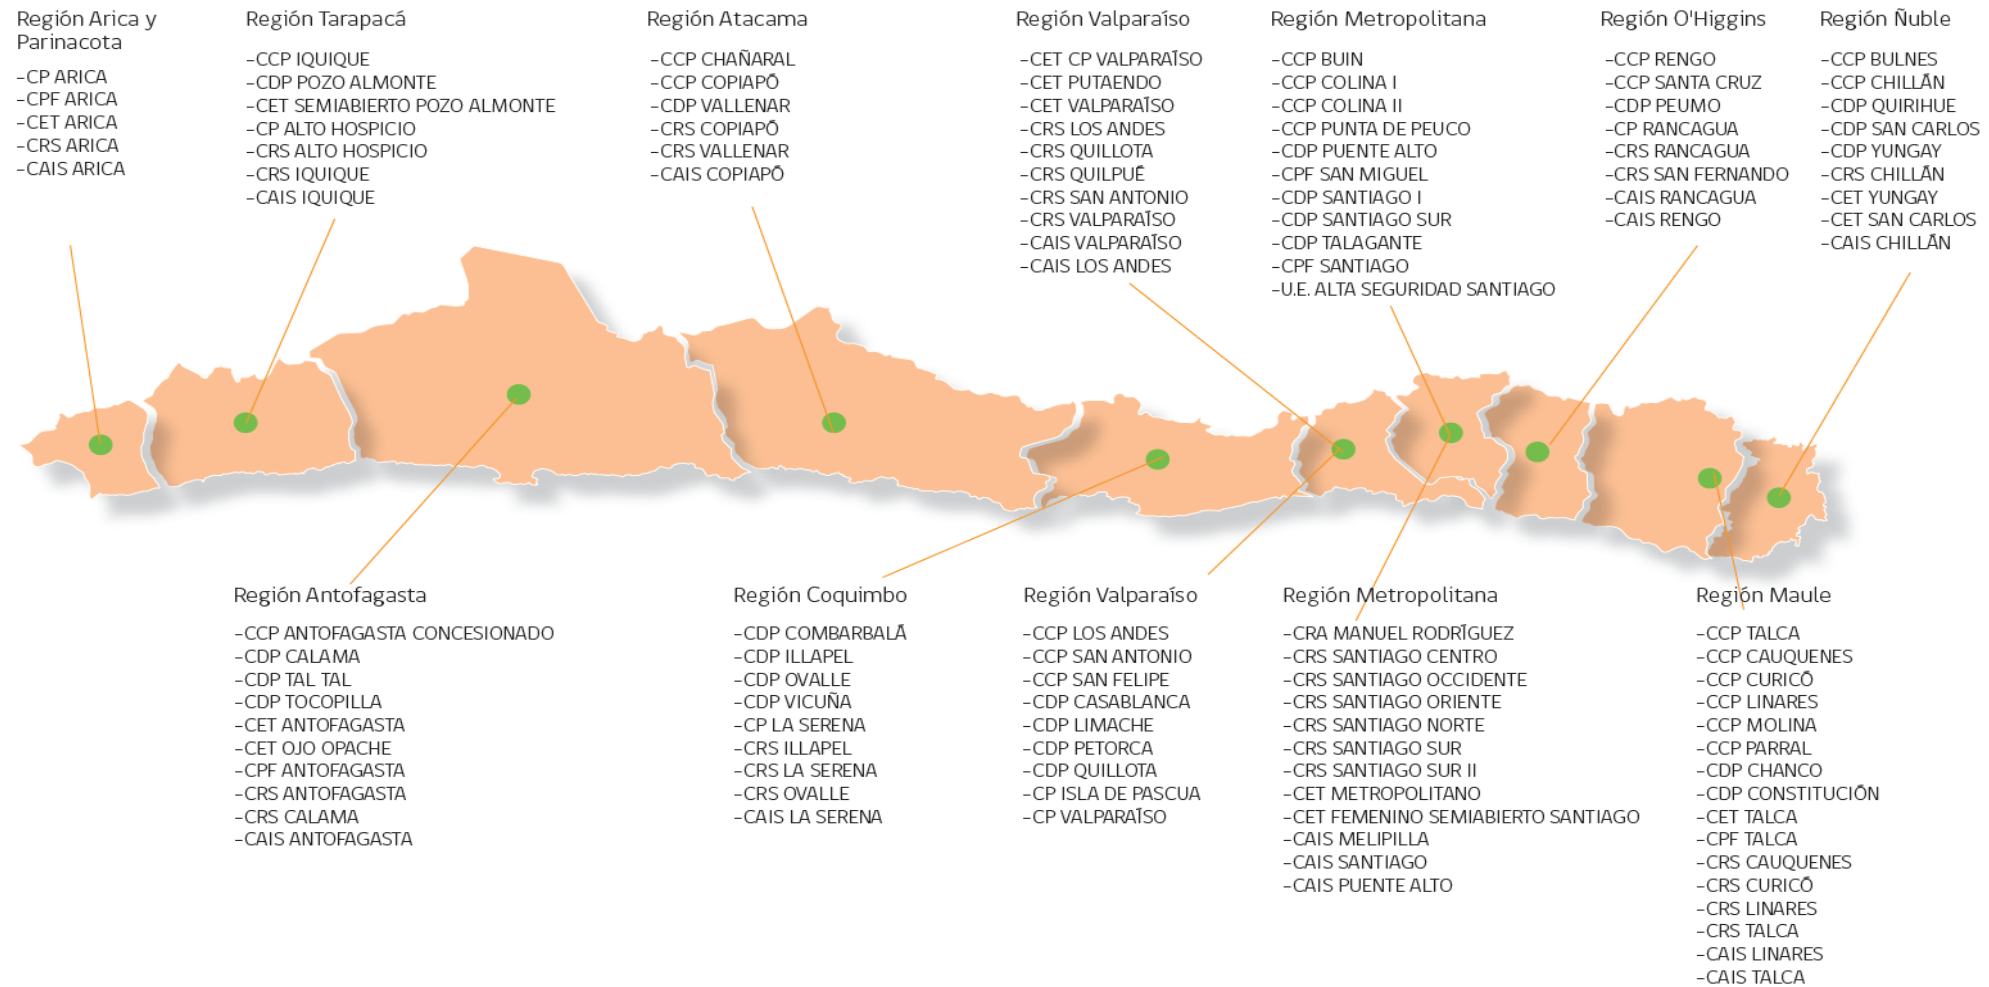 Región Arica y
Parinacota
-CP ARICA
-CPF ARICA
-CET ARICA
-CRS ARICA
-CAIS ARICA
Región Tarapacá
-CCP IQUIQUE
-CDP POZO ALMONTE
-CET SEMIABIERTO POZO ALMONTE
-CP ALTO HOSPICIO
-CRS ALTO HOSPICIO
-CRS IQUIQUE
-CAIS IQUIQUE
Región Atacama
-CCP CHAÑARAL
-CCP COPIAPÓ
-CDP VALLENAR
-CRS COPIAPÓ
-CRS VALLENAR
-CAIS COPIAPÓ
Región Valparaíso
-CET CP VALPARAÍSO
-CET PUTAENDO
-CET VALPARAÍSO
-CRS LOS ANDES
-CRS QUILLOTA
-CRS QUILPUÉ
-CRS SAN ANTONIO
-CRS VALPARAÍSO
-CAIS VALPARAÍSO
-CAIS LOS ANDES
Región Metropolitana
-CCP BUIN
-CCP COLINA I
-CCP COLINA II
-CCP PUNTA DE PEUCO
-CDP PUENTE ALTO
-CPF SAN MIGUEL
-CDP SANTIAGO I
-CDP SANTIAGO SUR
-CDP TALAGANTE
-CPF SANTIAGO
-U.E. ALTA SEGURIDAD SANTIAGO
Región O'Higgins
-CCP RENGO
-CCP SANTA CRUZ
-CDP PEUMO
-CP RANCAGUA
-CRS RANCAGUA
-CRS SAN FERNANDO
-CAIS RANCAGUA
-CAIS RENGO
Región Ñuble
-CCP BULNES
-CCP CHILLÁN
-CDP QUIRIHUE
-CDP SAN CARLOS
-CDP YUNGAY
-CRS CHILLÁN
-CET YUNGAY
-CET SAN CARLOS
-CAIS CHILLÁN
Región Antofagasta
-CCP ANTOFAGASTA CONCESIONADO
-CDP CALAMA
-CDP TAL TAL
-CDP TOCOPILLA
-CET ANTOFAGASTA
-CET OJO OPACHE
-CPF ANTOFAGASTA
-CRS ANTOFAGASTA
-CRS CALAMA
-CAIS ANTOFAGASTA
Región Coquimbo
-CDP COMBARBALÁ
-CDP ILLAPEL
-CDP OVALLE
-CDP VICUÑA
-CP LA SERENA
-CRS ILLAPEL
-CRS LA SERENA
-CRS OVALLE
-CAIS LA SERENA
Región Valparaíso
-CCP LOS ANDES
-CCP SAN ANTONIO
-CCP SAN FELIPE
-CDP CASABLANCA
-CDP LIMACHE
-CDP PETORCA
-CDP QUILLOTA
-CP ISLA DE PASCUA
-CP VALPARAÍSO
Región Metropolitana
-CRA MANUEL RODRÍGUEZ
-CRS SANTIAGO CENTRO
-CRS SANTIAGO OCCIDENTE
-CRS SANTIAGO ORIENTE
-CRS SANTIAGO NORTE
-CRS SANTIAGO SUR
-CRS SANTIAGO SUR II
-CET METROPOLITANO
-CET FEMENINO SEMIABIERTO SANTIAGO
-CAIS MELIPILLA
-CAIS SANTIAGO
-CAIS PUENTE ALTO
Región Maule
-CCP TALCA
-CCP CAUQUENES
-CCP CURICÓ
-CCP LINARES
-CCP MOLINA
-CCP PARRAL
-CDP CHANCO
-CDP CONSTITUCIÓN
-CET TALCA
-CPF TALCA
-CRS CAUQUENES
-CRS CURICÓ
-CRS LINARES
-CRS TALCA
-CAIS LINARES
-CAIS TALCA